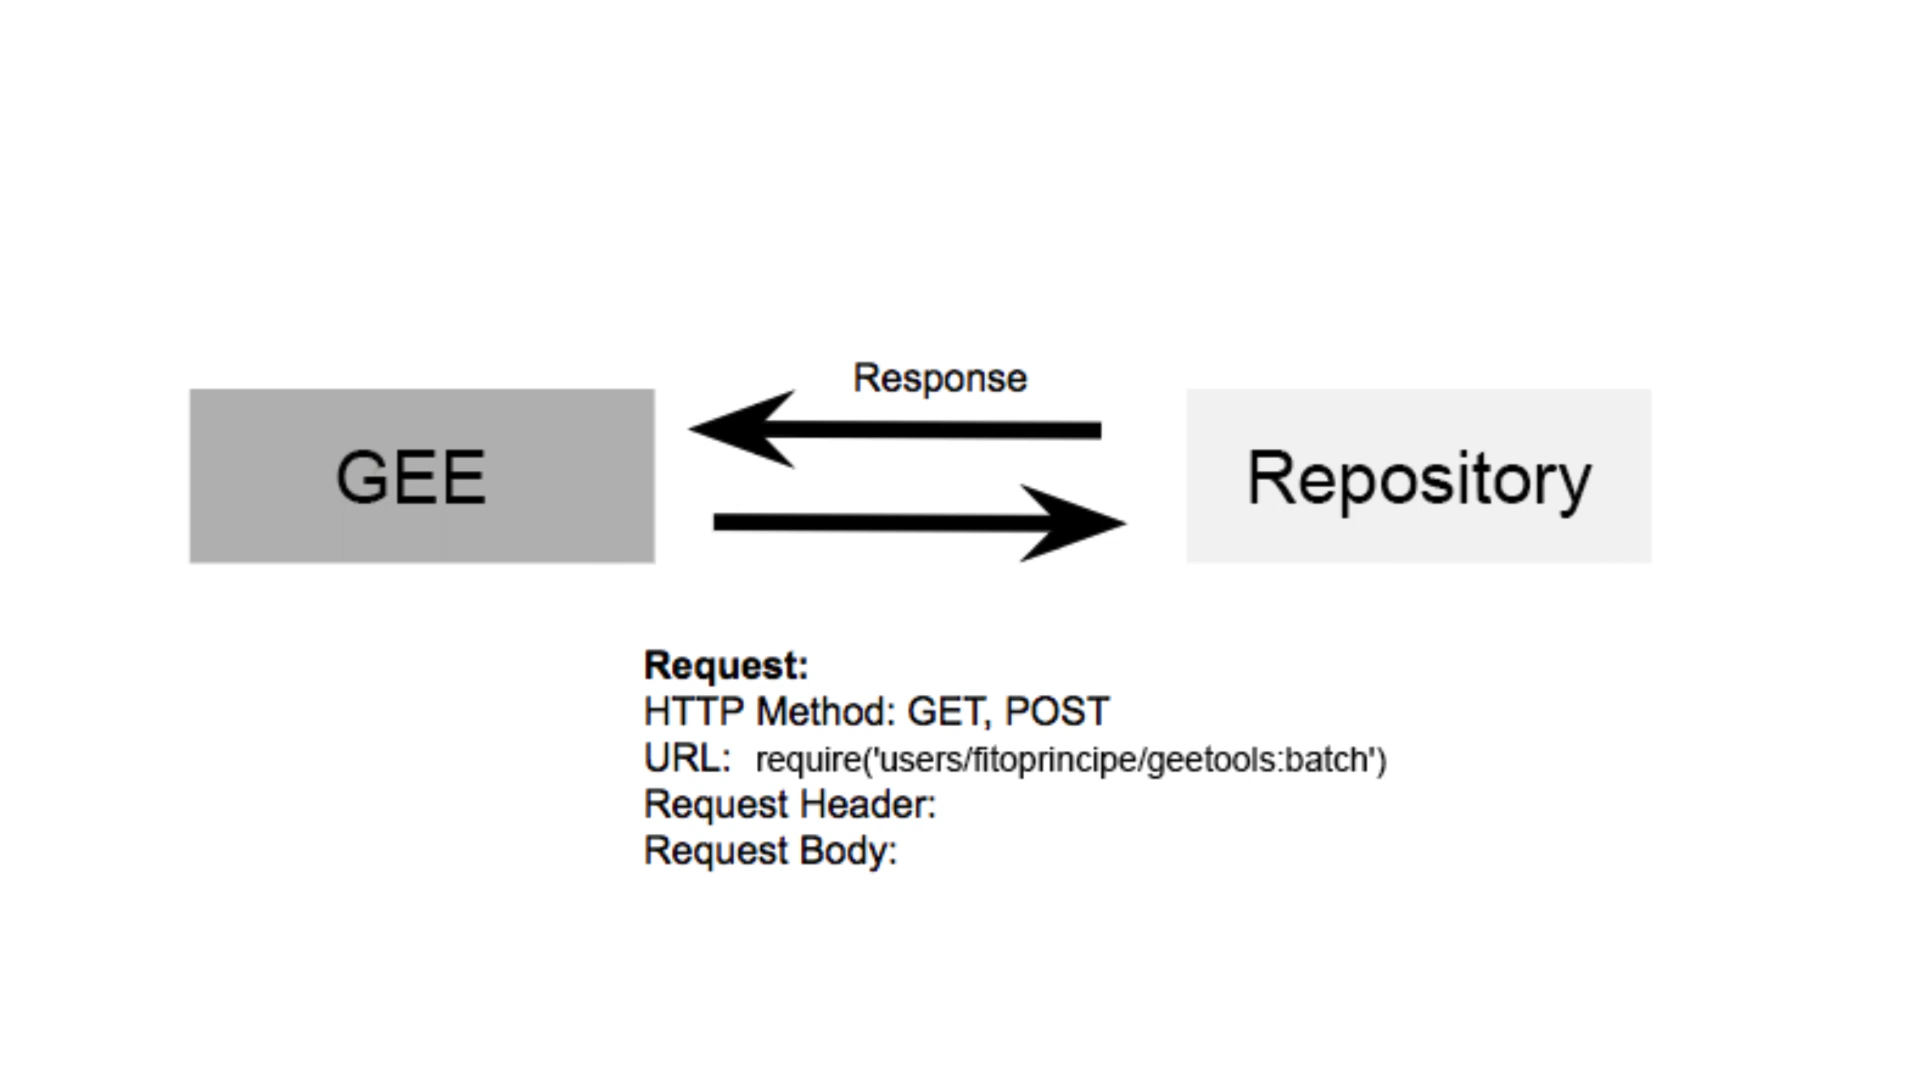 Response
GEE
Repository
Request:
HTTP Method: GET, POST
URL: require('users/fitoprincipe/geetools:batch')
Request Header:
Request Body: